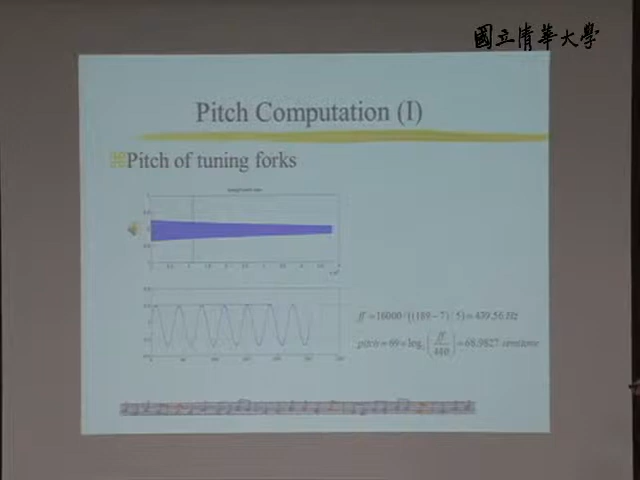 國立清華大學
Pitch Computation (I)
Pitch of tuning forks
ff = 16000/((189−7)/5) = 439.56 Hz
pitch = 69 + log₂(ff/440) = 68.9827 semitone